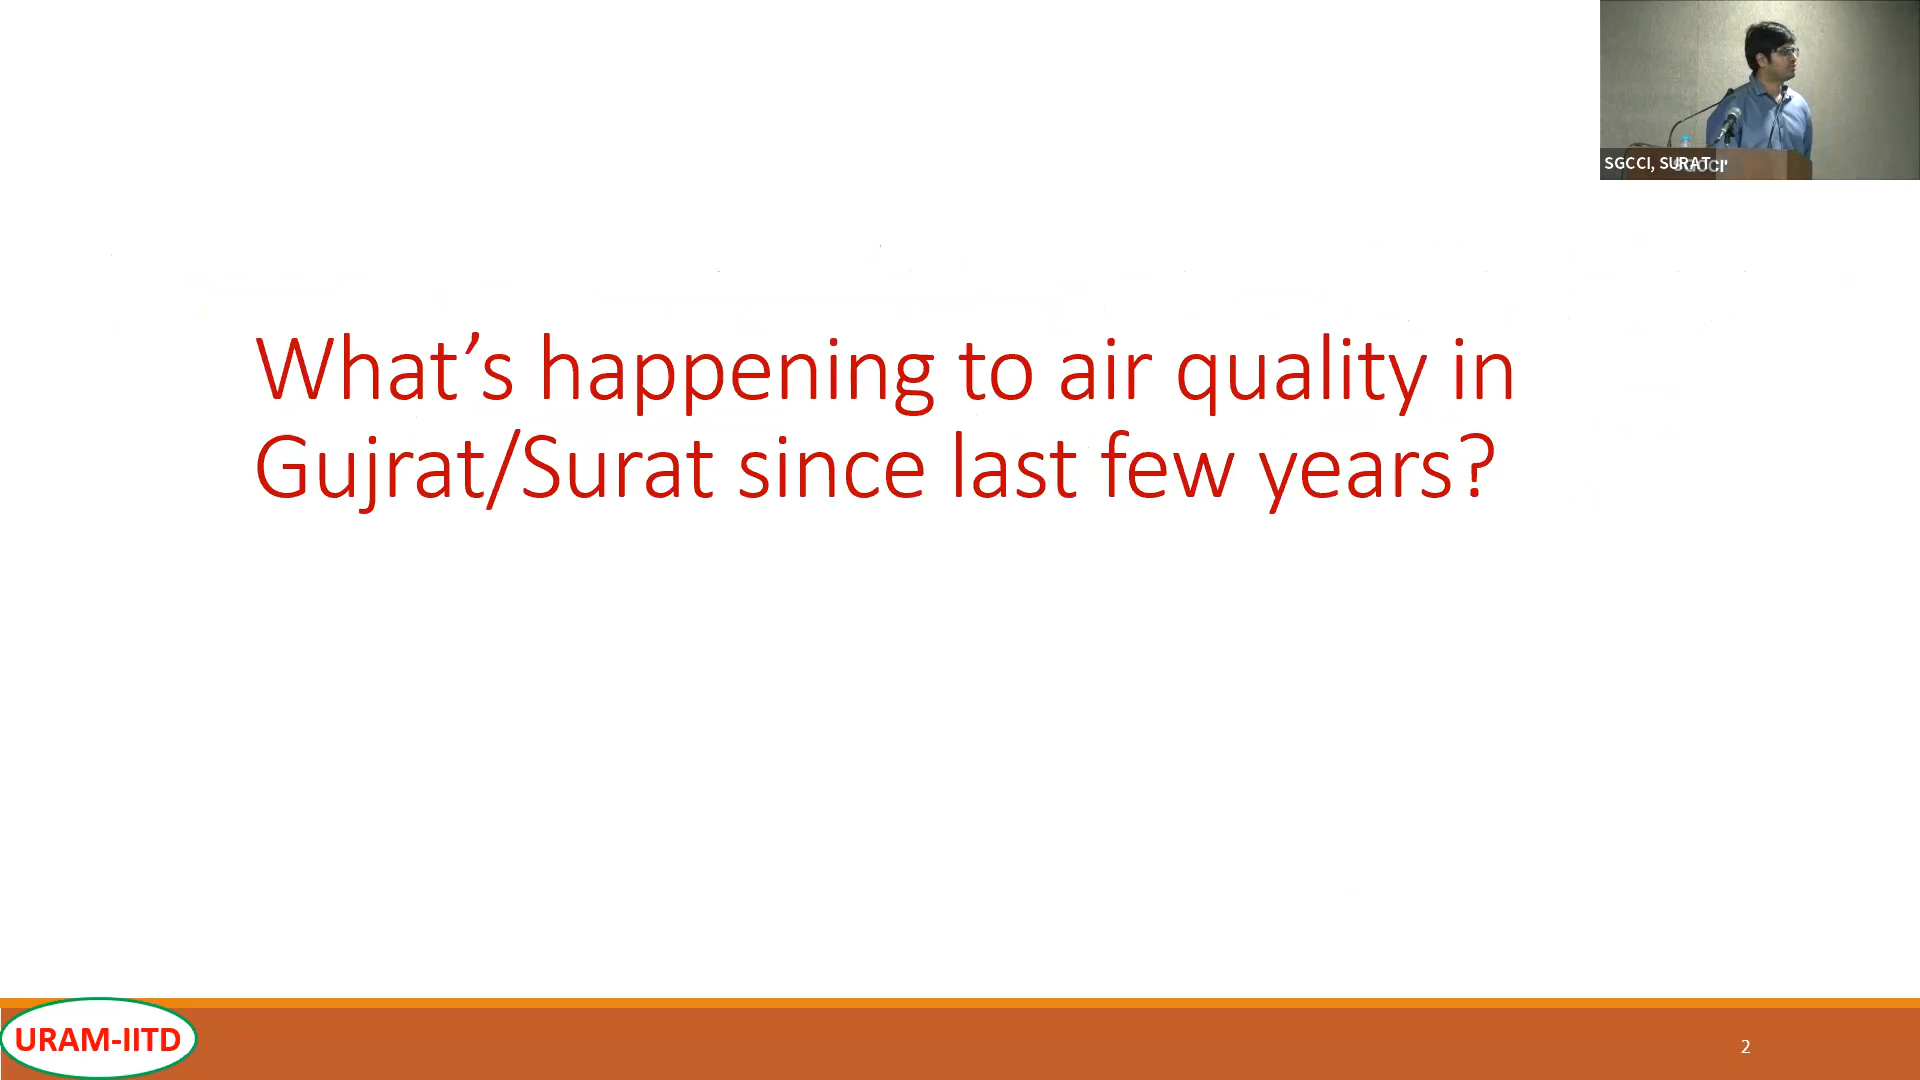 SGCCI, SURAT
What’s happening to air quality in
Gujrat/Surat since last few years?
URAM-IITD
2